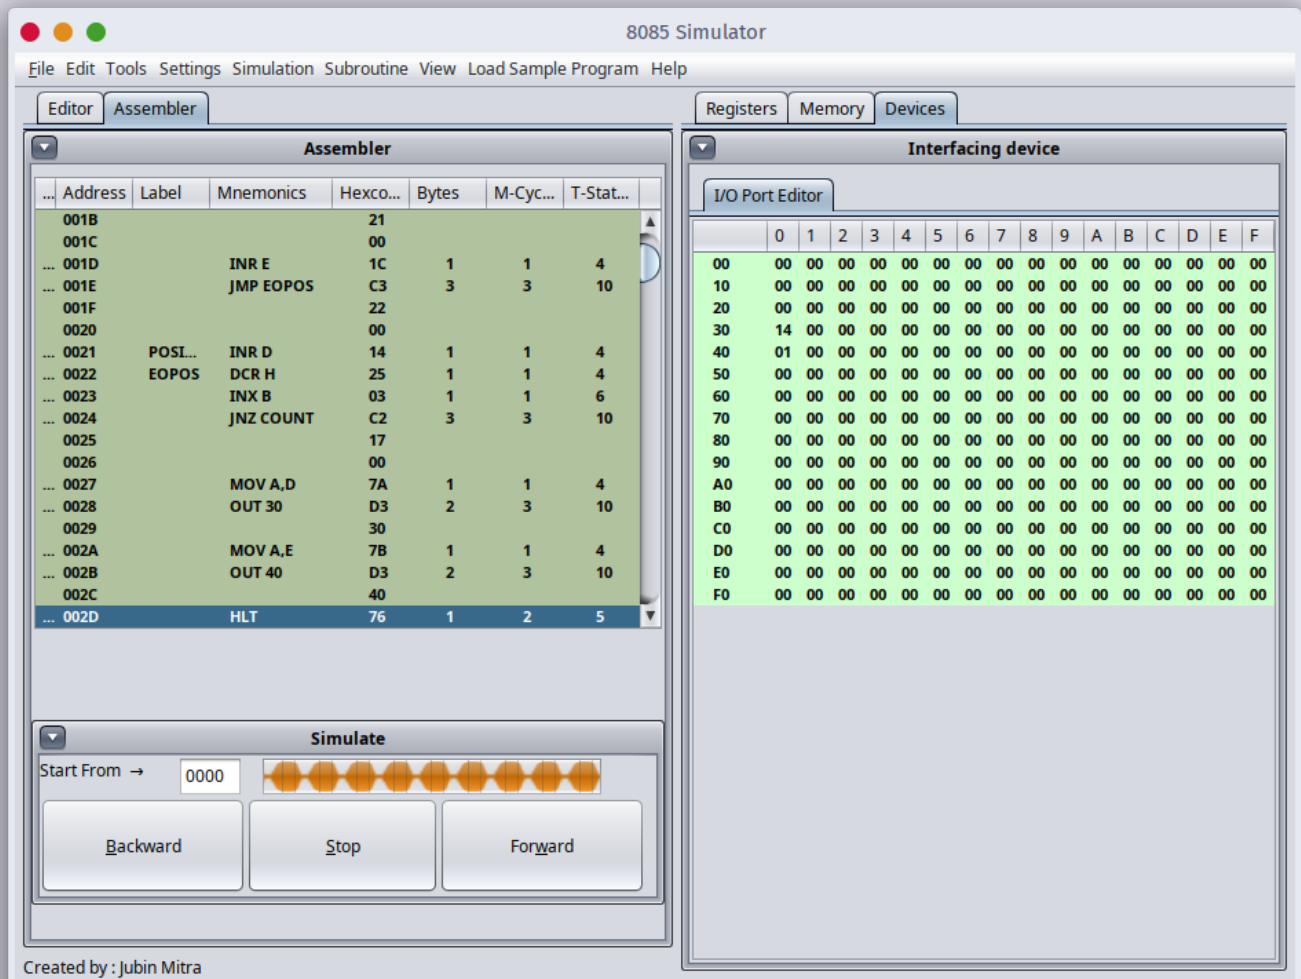 8085 Simulator
File Edit Tools Settings Simulation Subroutine View Load Sample Program Help
Editor Assembler
Assembler
... Address Label Mnemonics Hexco... Bytes M-Cyc... T-Stat...
001B 21
001C 00
... 001D INR E 1C 1 1 4
... 001E JMP EOPOS C3 3 3 10
001F 22
0020 00
... 0021 POSI... INR D 14 1 1 4
... 0022 EOPOS DCR H 25 1 1 4
... 0023 INX B 03 1 1 6
... 0024 JNZ COUNT C2 3 3 10
0025 17
0026 00
... 0027 MOV A,D 7A 1 1 4
... 0028 OUT 30 D3 2 3 10
0029 30
... 002A MOV A,E 7B 1 1 4
... 002B OUT 40 D3 2 3 10
002C 40
... 002D HLT 76 1 2 5
Simulate
Start From → 0000
Backward Stop Forward
Created by : Jubin Mitra
Registers Memory Devices
Interfacing device
I/O Port Editor
0 1 2 3 4 5 6 7 8 9 A B C D E F
00 00 00 00 00 00 00 00 00 00 00 00 00 00 00 00 00
10 00 00 00 00 00 00 00 00 00 00 00 00 00 00 00 00
20 00 00 00 00 00 00 00 00 00 00 00 00 00 00 00 00
30 14 00 00 00 00 00 00 00 00 00 00 00 00 00 00 00
40 01 00 00 00 00 00 00 00 00 00 00 00 00 00 00 00
50 00 00 00 00 00 00 00 00 00 00 00 00 00 00 00 00
60 00 00 00 00 00 00 00 00 00 00 00 00 00 00 00 00
70 00 00 00 00 00 00 00 00 00 00 00 00 00 00 00 00
80 00 00 00 00 00 00 00 00 00 00 00 00 00 00 00 00
90 00 00 00 00 00 00 00 00 00 00 00 00 00 00 00 00
A0 00 00 00 00 00 00 00 00 00 00 00 00 00 00 00 00
B0 00 00 00 00 00 00 00 00 00 00 00 00 00 00 00 00
C0 00 00 00 00 00 00 00 00 00 00 00 00 00 00 00 00
D0 00 00 00 00 00 00 00 00 00 00 00 00 00 00 00 00
E0 00 00 00 00 00 00 00 00 00 00 00 00 00 00 00 00
F0 00 00 00 00 00 00 00 00 00 00 00 00 00 00 00 00